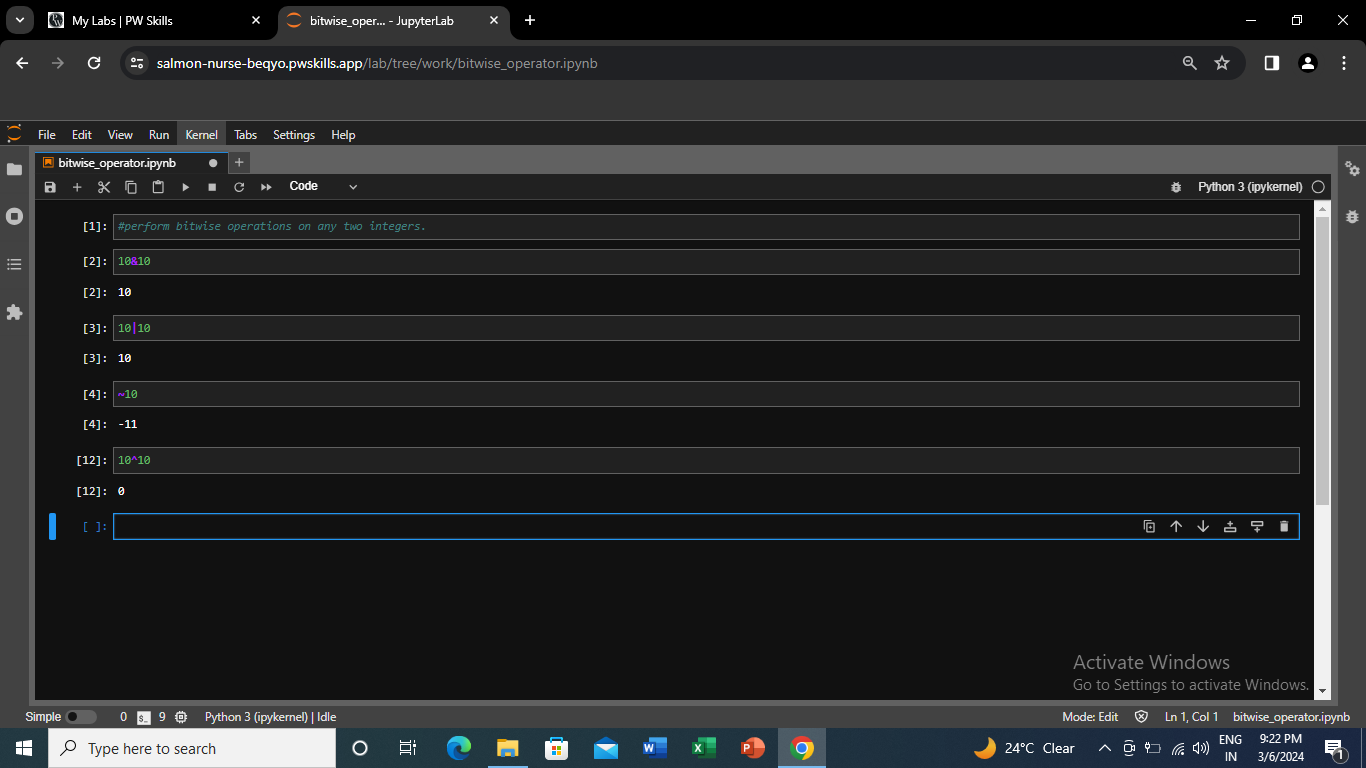 My Labs | PW Skills
bitwise_oper... - JupyterLab
salmon-nurse-beqyo.pwskills.app/lab/tree/work/bitwise_operator.ipynb
File Edit View Run Kernel Tabs Settings Help
bitwise_operator.ipynb
Code
Python 3 (ipykernel)
[1]: #perform bitwise operations on any two integers.
[2]: 10&10
[2]: 10
[3]: 10|10
[3]: 10
[4]: ~10
[4]: -11
[12]: 10^10
[12]: 0
[ ]:
Activate Windows
Go to Settings to activate Windows.
Simple 0 9 Python 3 (ipykernel) | Idle Mode: Edit Ln 1, Col 1 bitwise_operator.ipynb
Type here to search
24°C Clear
ENG
IN
9:22 PM
3/6/2024
1